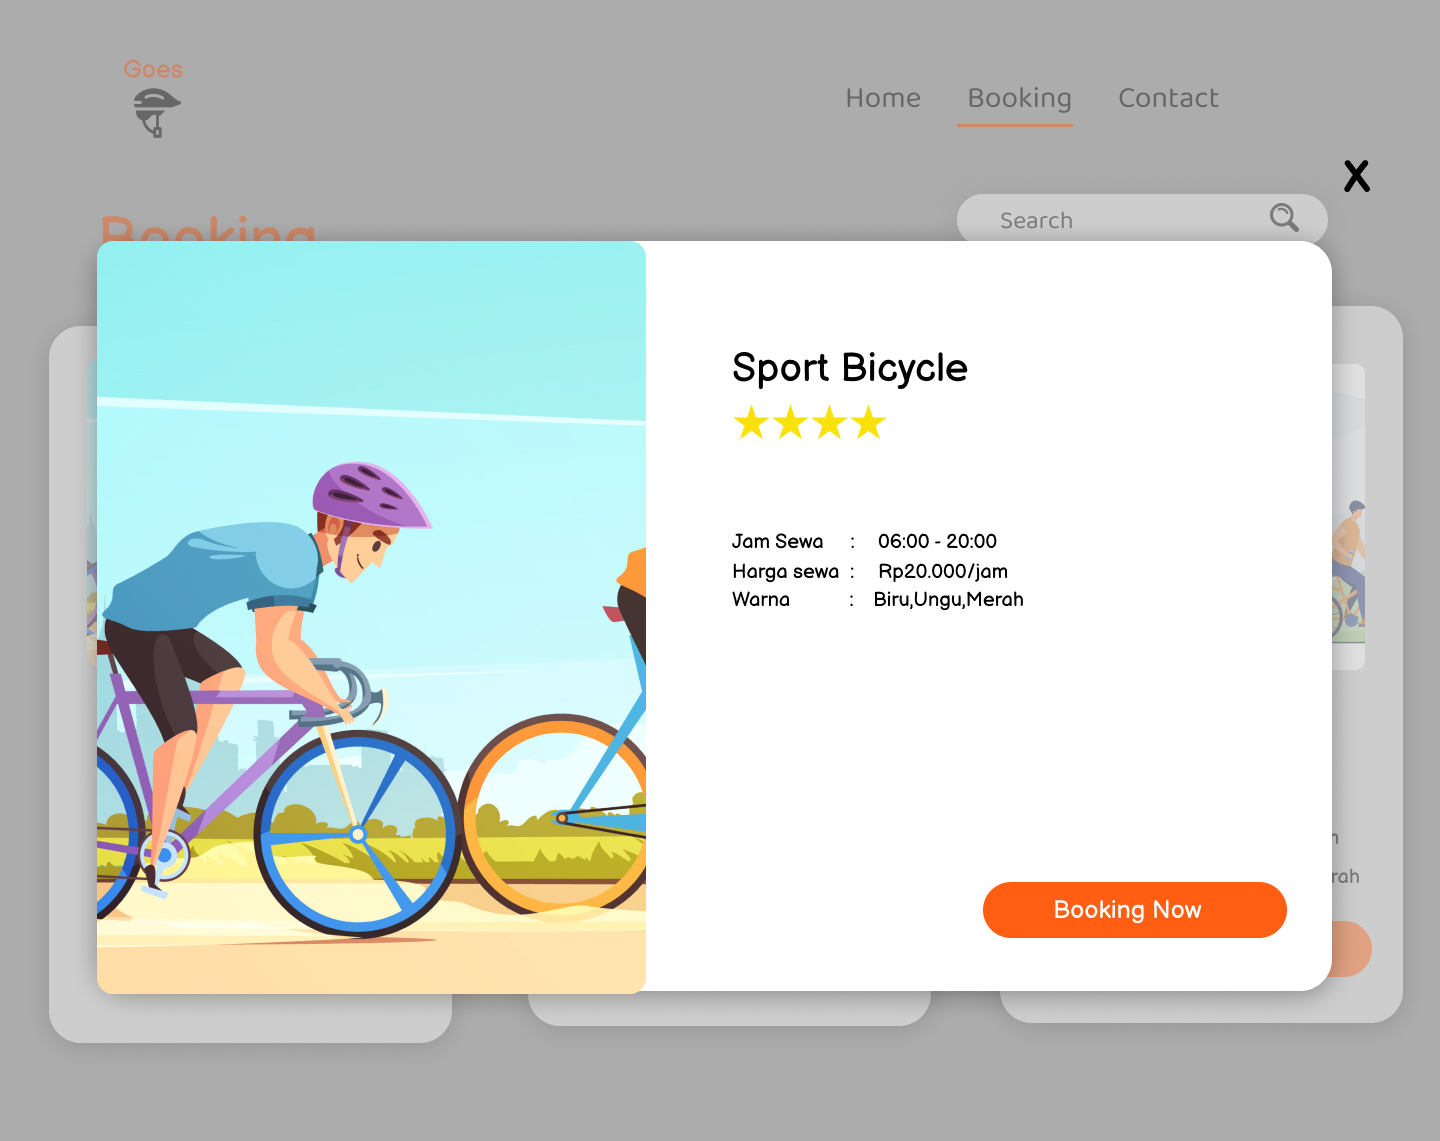 Goes
Home Booking Contact
X
Search
Booking
Sport Bicycle
Jam Sewa : 06:00 - 20:00
Harga sewa : Rp20.000/jam
Warna : Biru,Ungu,Merah
Booking Now